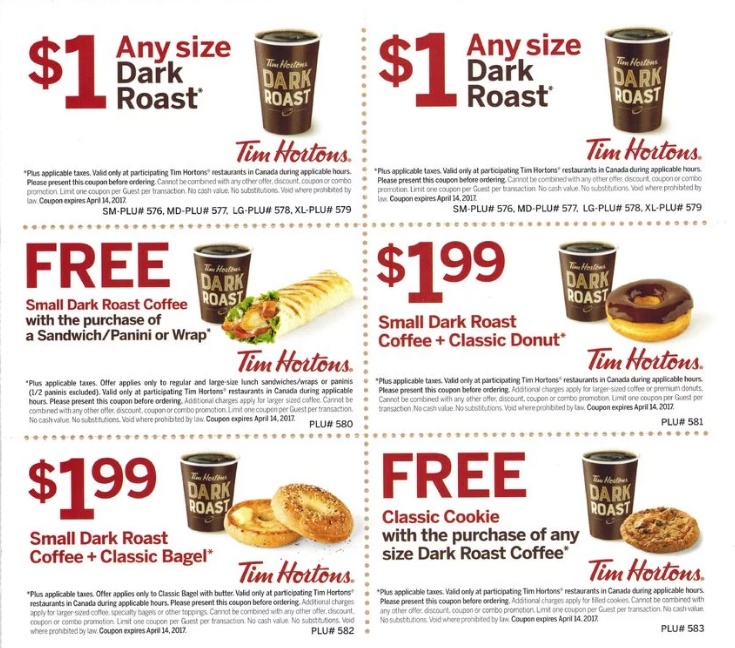 $1 Any size
Dark
Roast*
Tim Hortons
DARK
ROAST
Tim Hortons®
*Plus applicable taxes. Valid only at participating Tim Hortons® restaurants in Canada during applicable hours.
Please present this coupon before ordering. Cannot be combined with any other offer, discount, coupon or combo
promotion. Limit one coupon per Guest per transaction. No cash value. No substitutions. Void where prohibited by
law. Coupon expires April 14, 2017.
SM-PLU# 576, MD-PLU# 577, LG-PLU# 578, XL-PLU# 579
$1 Any size
Dark
Roast*
Tim Hortons
DARK
ROAST
Tim Hortons®
*Plus applicable taxes. Valid only at participating Tim Hortons® restaurants in Canada during applicable hours.
Please present this coupon before ordering. Cannot be combined with any other offer, discount, coupon or combo
promotion. Limit one coupon per Guest per transaction. No cash value. No substitutions. Void where prohibited by
law. Coupon expires April 14, 2017.
SM-PLU# 576, MD-PLU# 577, LG-PLU# 578, XL-PLU# 579
FREE
Small Dark Roast Coffee
with the purchase of
a Sandwich/Panini or Wrap*
Tim Hortons
DARK
ROAST
Tim Hortons®
*Plus applicable taxes. Offer applies only to regular and large-size lunch sandwiches/wraps or paninis
(1/2 paninis excluded). Valid only at participating Tim Hortons® restaurants in Canada during applicable
hours. Please present this coupon before ordering. Additional charges apply for larger sized coffee. Cannot be
combined with any other offer, discount, coupon or combo promotion. Limit one coupon per Guest per transaction.
No cash value. No substitutions. Void where prohibited by law. Coupon expires April 14, 2017.
PLU# 580
$1.99
Small Dark Roast
Coffee + Classic Donut*
Tim Hortons
DARK
ROAST
Tim Hortons®
*Plus applicable taxes. Valid only at participating Tim Hortons® restaurants in Canada during applicable hours.
Please present this coupon before ordering. Additional charges apply for larger-sized coffee or premium donuts.
Cannot be combined with any other offer, discount, coupon or combo promotion. Limit one coupon per Guest per
transaction. No cash value. No substitutions. Void where prohibited by law. Coupon expires April 14, 2017.
PLU# 581
$1.99
Small Dark Roast
Coffee + Classic Bagel*
Tim Hortons
DARK
ROAST
Tim Hortons®
*Plus applicable taxes. Offer applies only to Classic Bagel with butter. Valid only at participating Tim Hortons®
restaurants in Canada during applicable hours. Please present this coupon before ordering. Additional charges
apply for larger-sized coffee, specialty bagels or other toppings. Cannot be combined with any other offer, discount,
coupon or combo promotion. Limit one coupon per Guest per transaction. No cash value. No substitutions. Void
where prohibited by law. Coupon expires April 14, 2017.
PLU# 582
FREE
Classic Cookie
with the purchase of any
size Dark Roast Coffee*
Tim Hortons
DARK
ROAST
Tim Hortons®
*Plus applicable taxes. Valid only at participating Tim Hortons® restaurants in Canada during applicable hours.
Please present this coupon before ordering. Additional charges apply for filled cookies. Cannot be combined with
any other offer, discount, coupon or combo promotion. Limit one coupon per Guest per transaction. No cash value.
No substitutions. Void where prohibited by law. Coupon expires April 14, 2017.
PLU# 583